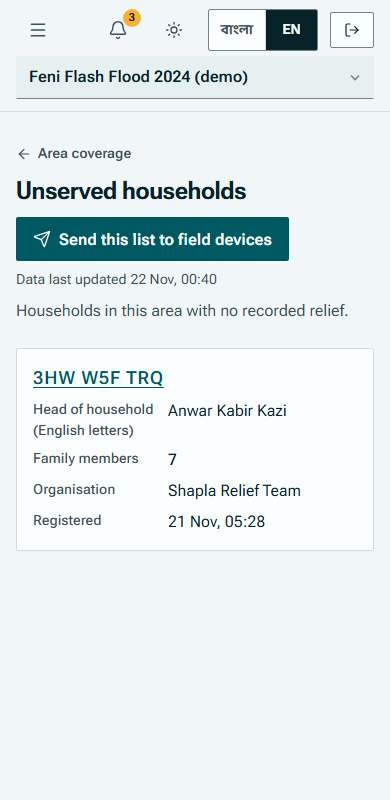 3
বাংলা
EN
Feni Flash Flood 2024 (demo)
Area coverage
Unserved households
Send this list to field devices
Data last updated 22 Nov, 00:40
Households in this area with no recorded relief.
3HW W5F TRQ
Head of household (English letters)
Anwar Kabir Kazi
Family members
7
Organisation
Shapla Relief Team
Registered
21 Nov, 05:28